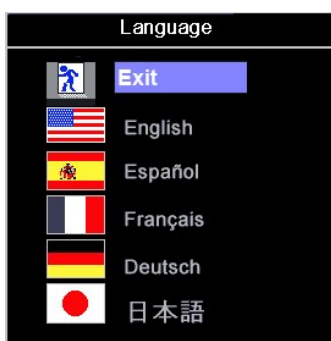 Language
Exit
English
Español
Français
Deutsch
日本語